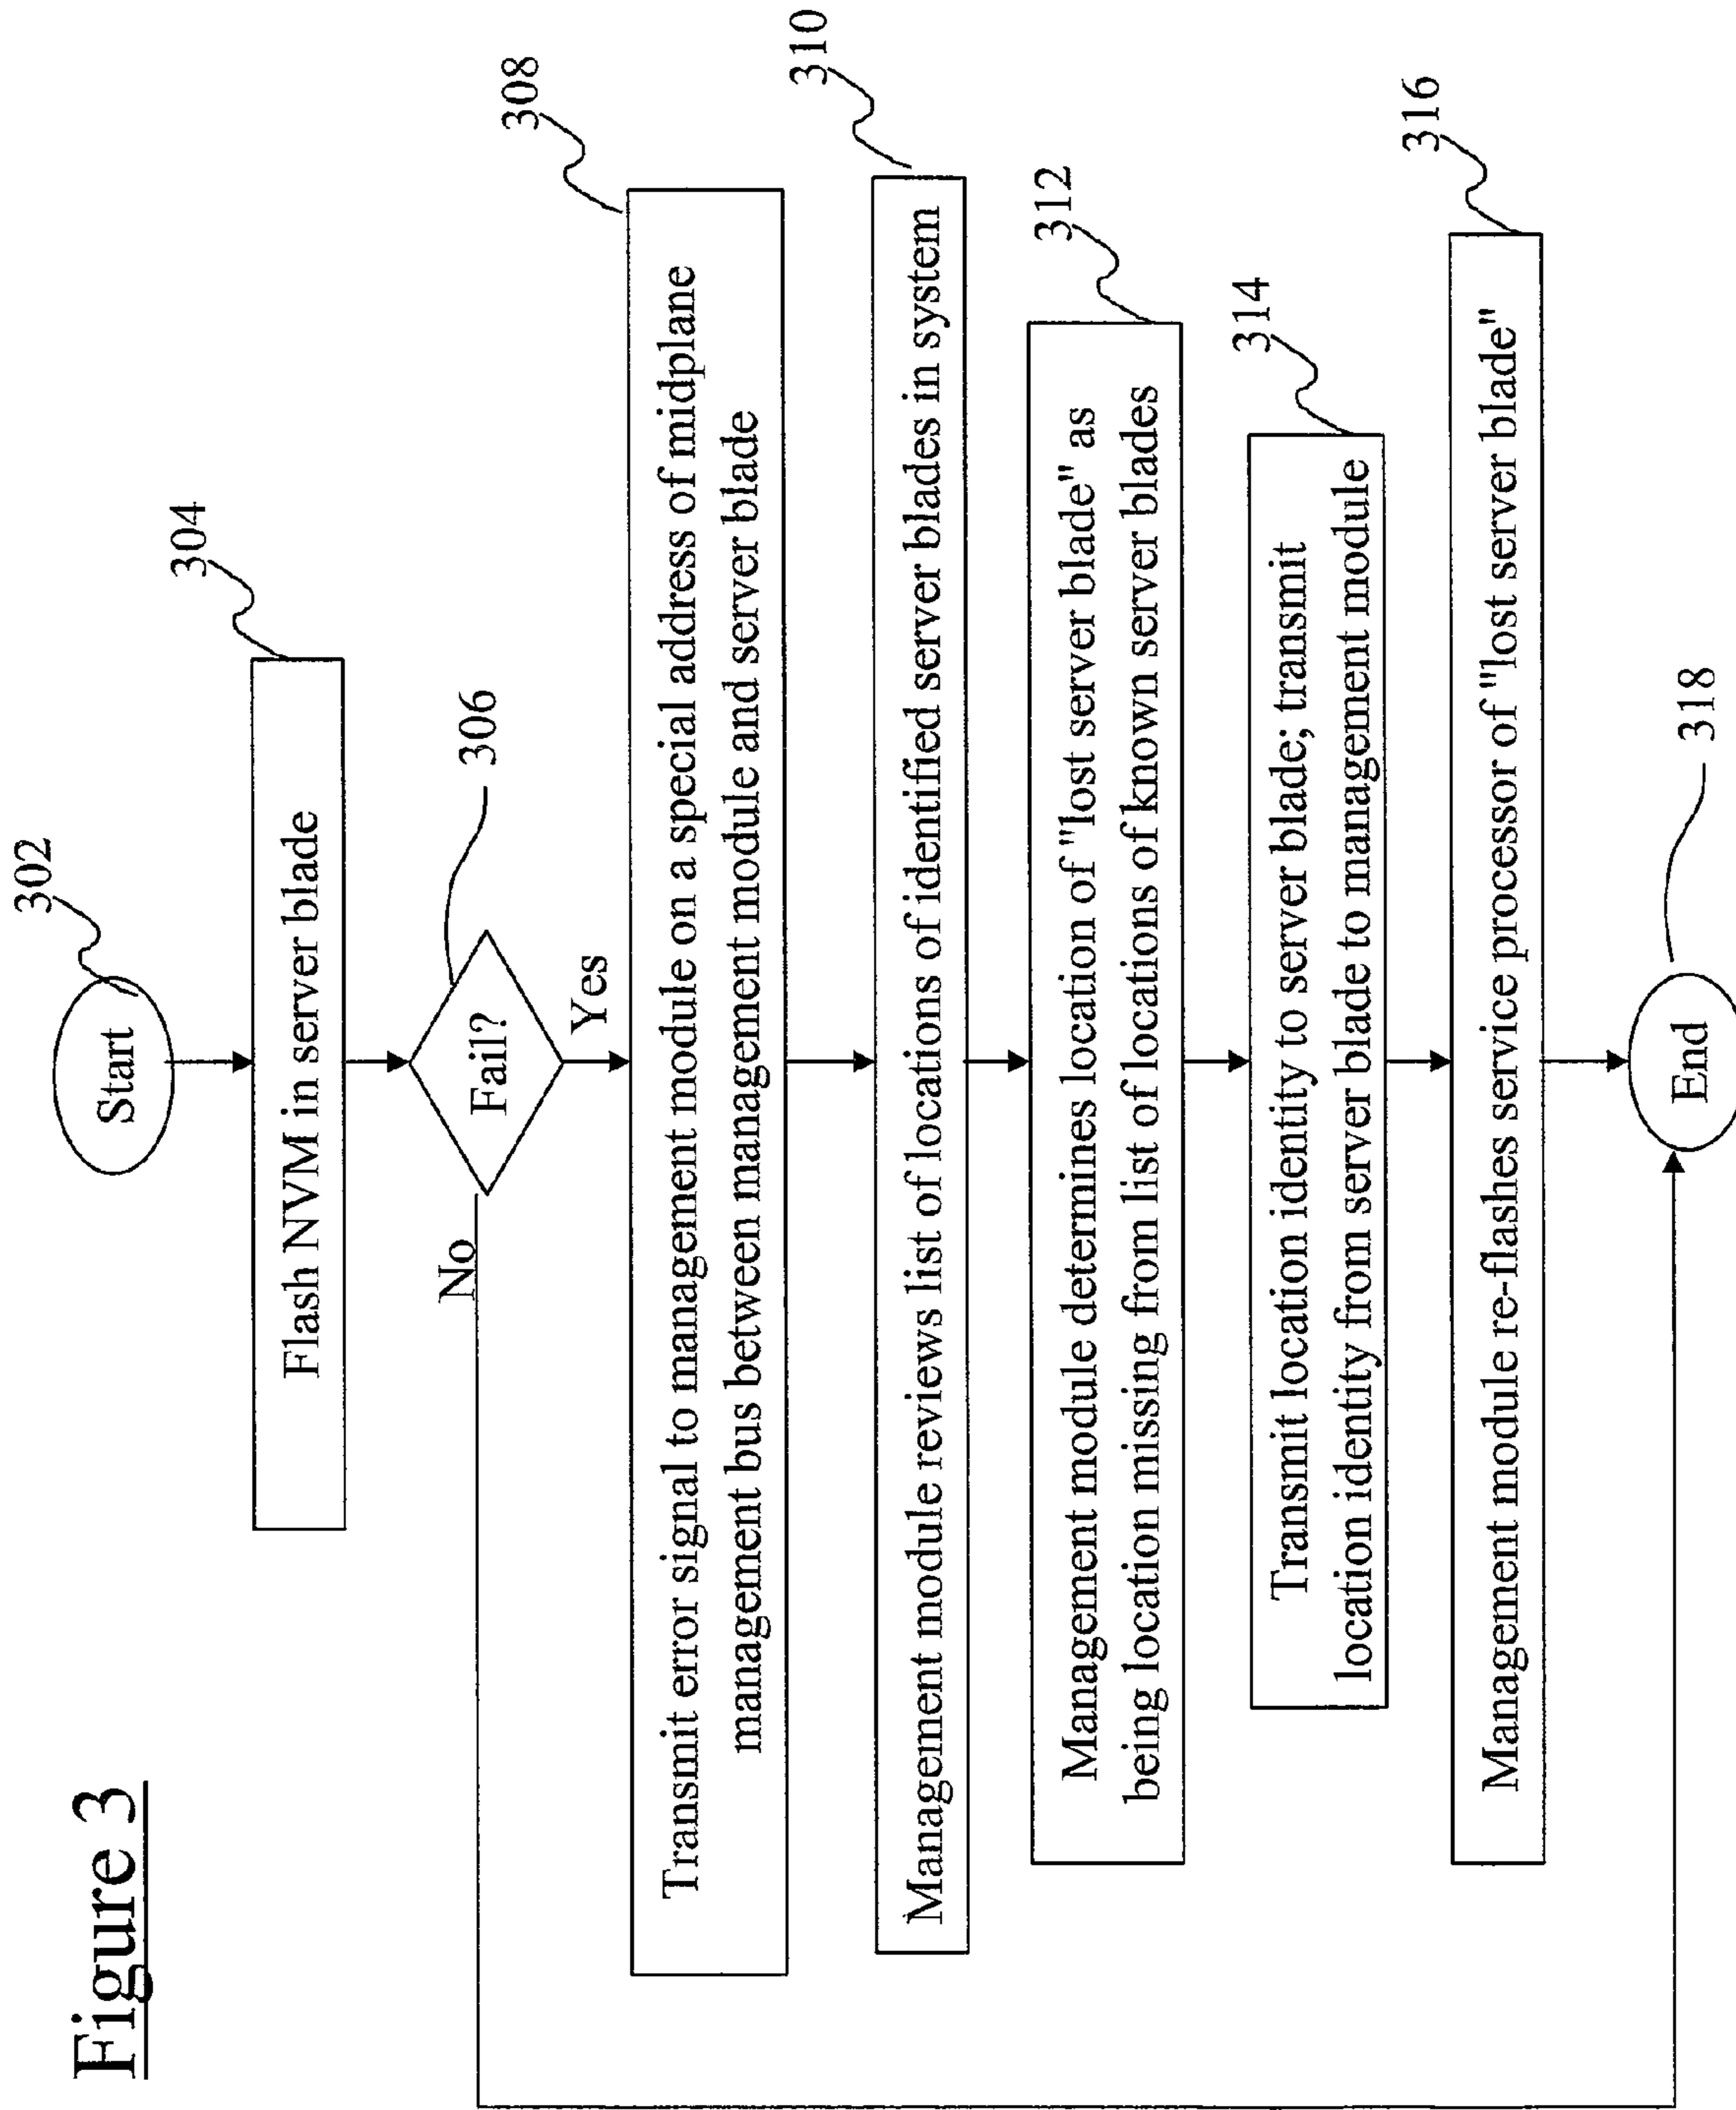 Figure 3
Start
302
Flash NVM in server blade
304
Fail?
306
No
Yes
Transmit error signal to management module on a special address of midplane
management bus between management module and server blade
308
Management module reviews list of locations of identified server blades in system
310
Management module determines location of "lost server blade" as
being location missing from list of locations of known server blades
312
Transmit location identity to server blade; transmit
location identity from server blade to management module
314
Management module re-flashes service processor of "lost server blade"
316
End
318